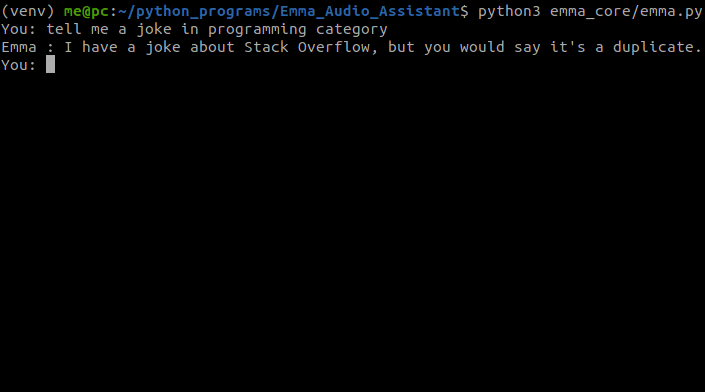 (venv) me@pc:~/python_programs/Emma_Audio_Assistant$ python3 emma_core/emma.py
You: tell me a joke in programming category
Emma : I have a joke about Stack Overflow, but you would say it's a duplicate.
You: